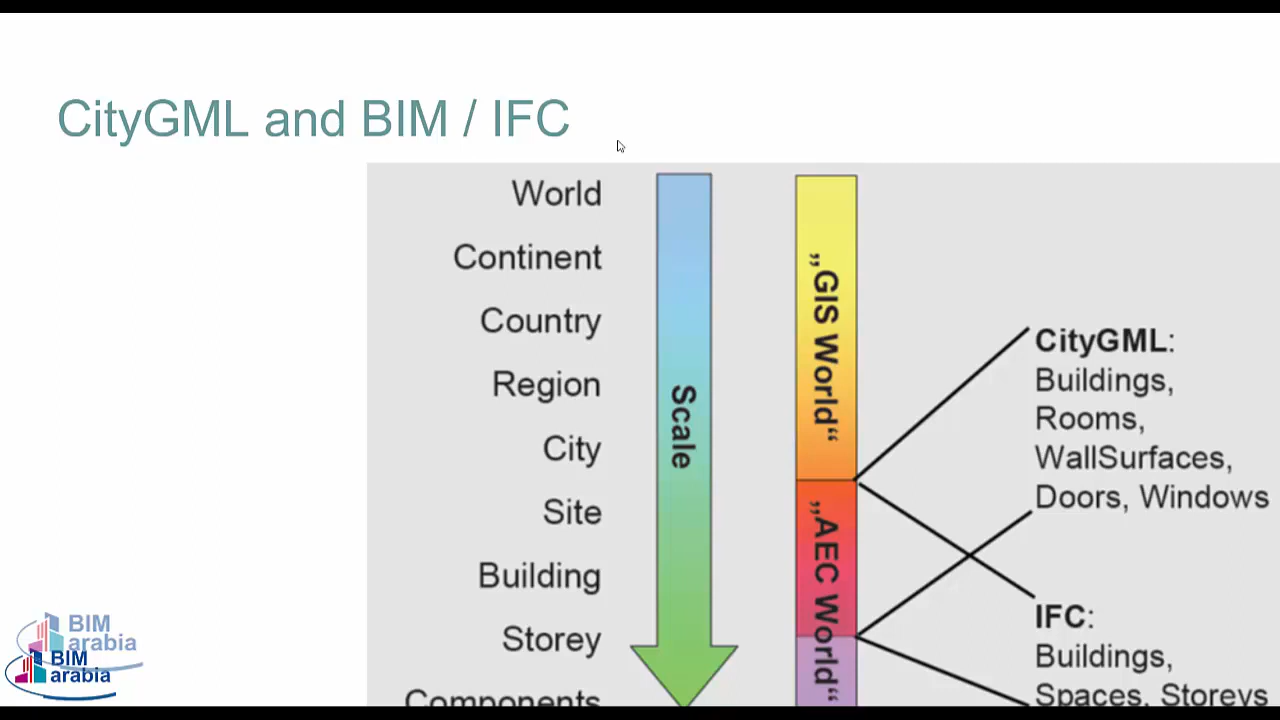 CityGML and BIM / IFC
World
Continent
Country
Region
City
Site
Building
Storey
Components
Scale
„GIS World“
„AEC World“
CityGML:
Buildings,
Rooms,
WallSurfaces,
Doors, Windows
IFC:
Buildings,
Spaces, Storeys
BIM
arabia
BIM
arabia